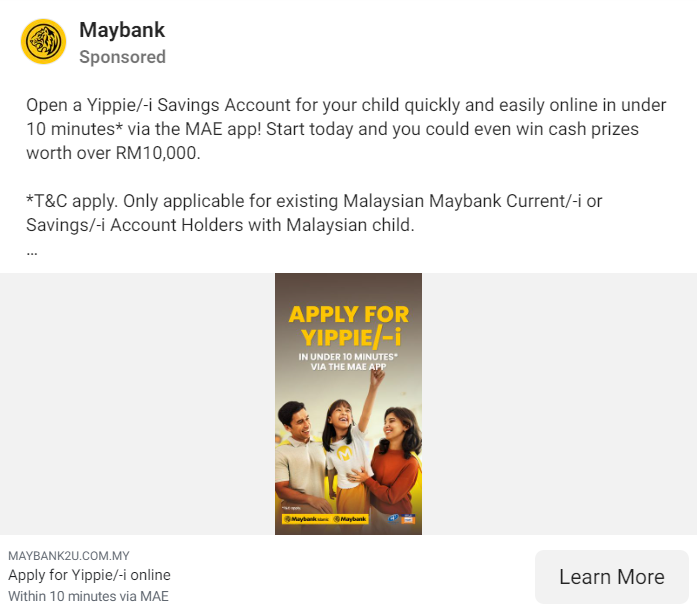 Maybank
Sponsored
Open a Yippie/-i Savings Account for your child quickly and easily online in under
10 minutes* via the MAE app! Start today and you could even win cash prizes
worth over RM10,000.
*T&C apply. Only applicable for existing Malaysian Maybank Current/-i or
Savings/-i Account Holders with Malaysian child.
...
APPLY FOR
YIPPIE/-i
IN UNDER 10 MINUTES*
VIA THE MAE APP
Maybank Islamic Maybank
MAYBANK2U.COM.MY
Apply for Yippie/-i online
Within 10 minutes via MAE
Learn More